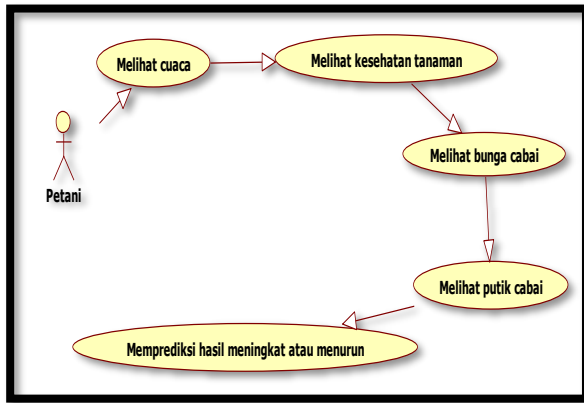 Melihat cuaca
Melihat kesehatan tanaman
Melihat bunga cabai
Petani
Melihat putik cabai
Memprediksi hasil meningkat atau menurun